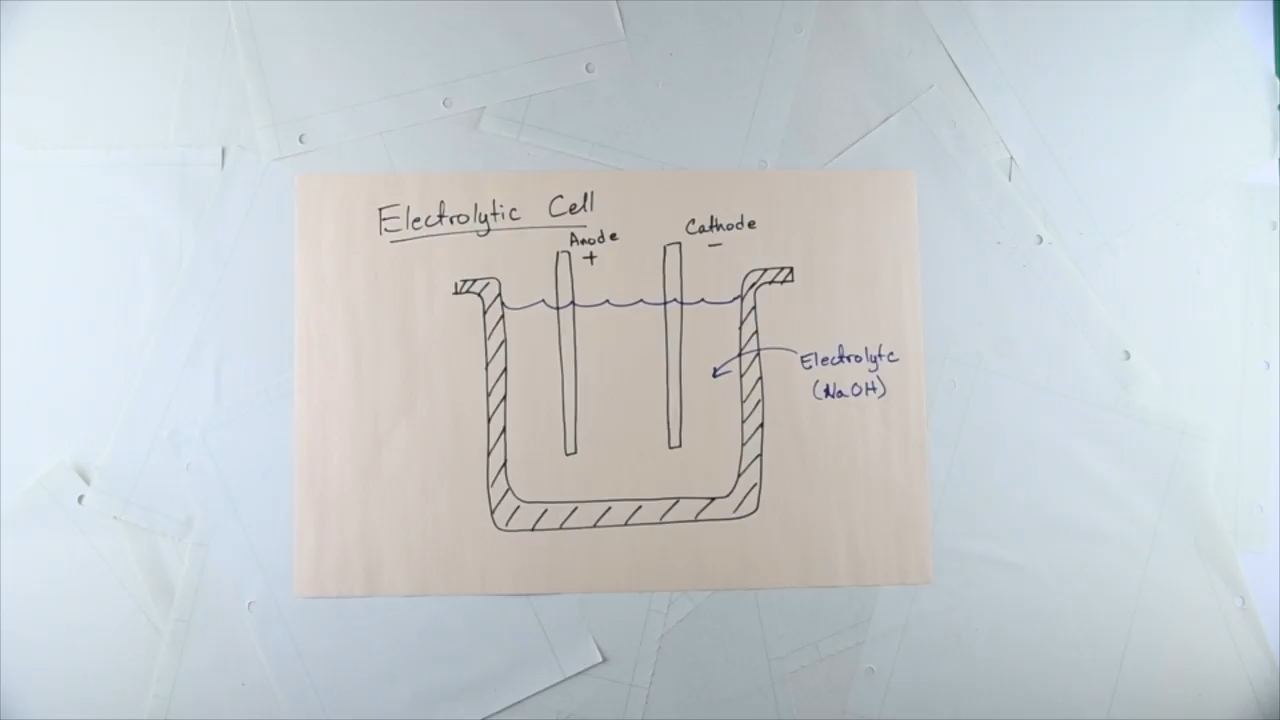 Electrolytic Cell
Anode
+
Cathode
-
Electrolyte
(NaOH)